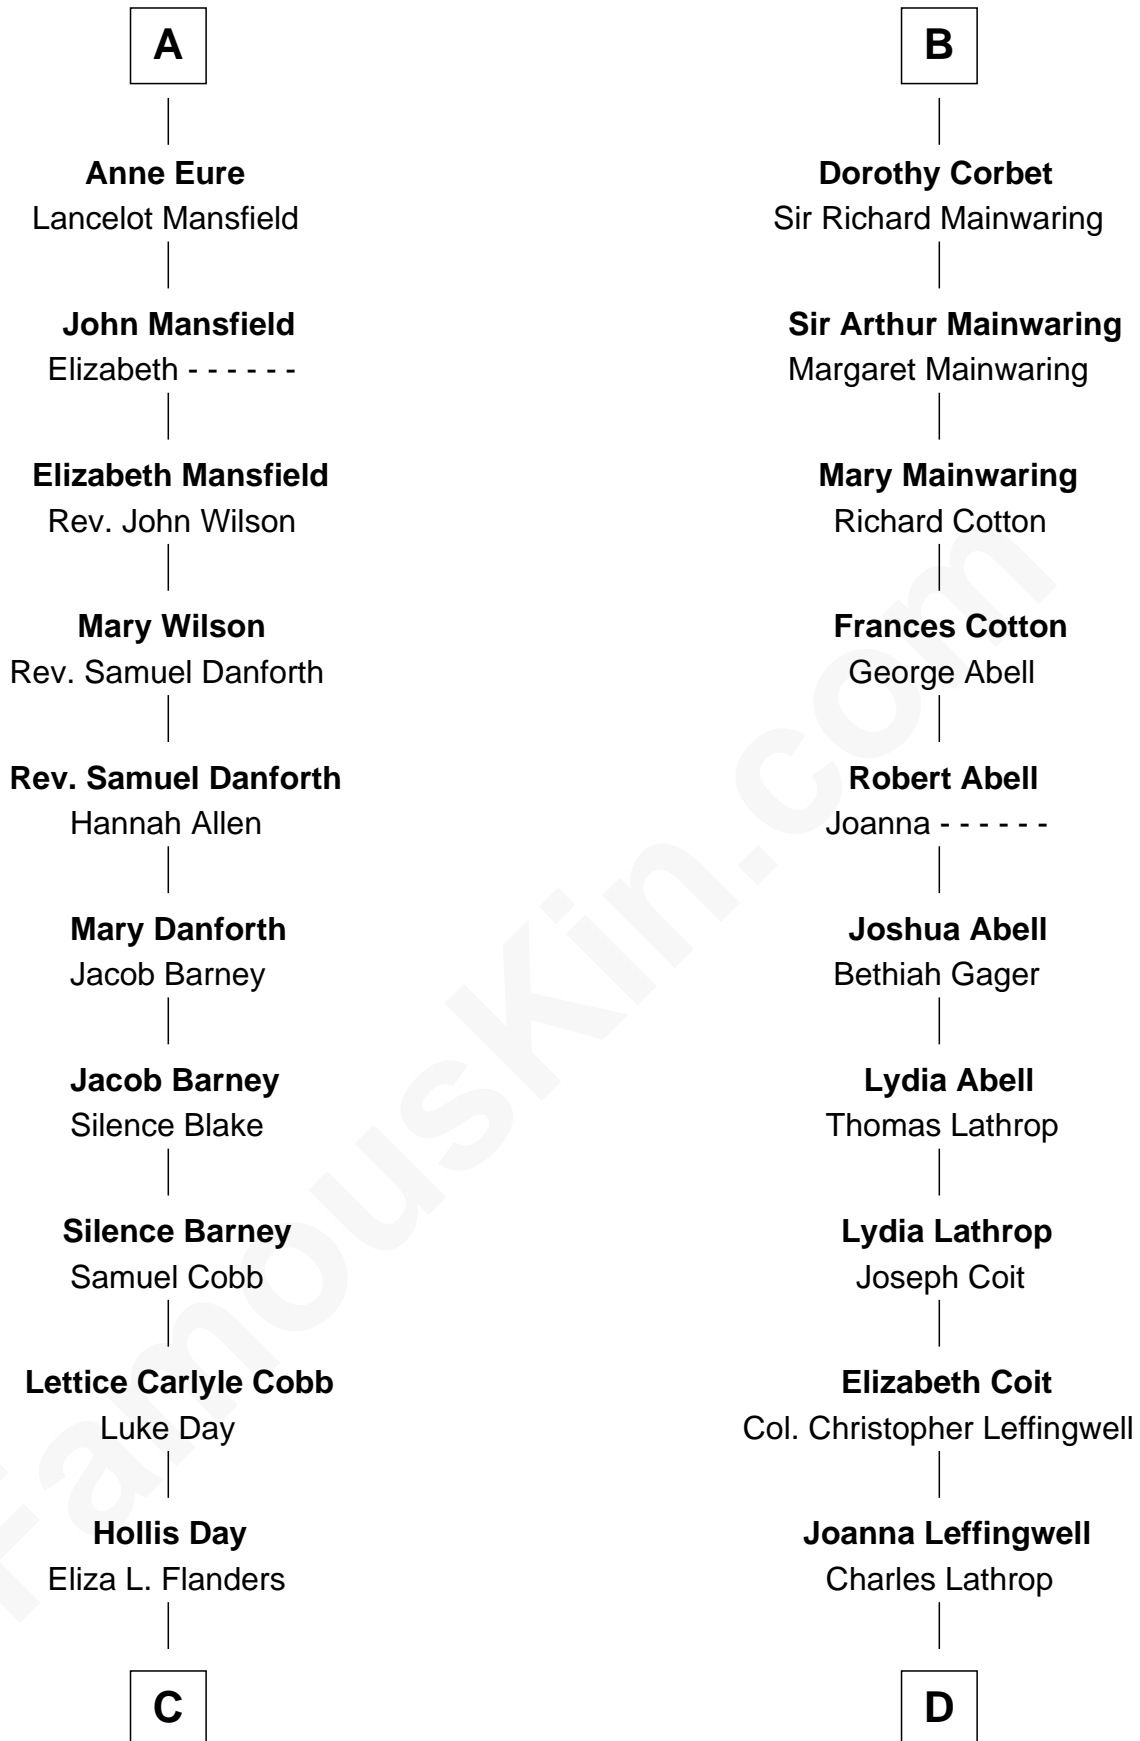 A
Anne Eure
Lancelot Mansfield
John Mansfield
Elizabeth - - - - - -
Elizabeth Mansfield
Rev. John Wilson
Mary Wilson
Rev. Samuel Danforth
Rev. Samuel Danforth
Hannah Allen
Mary Danforth
Jacob Barney
Jacob Barney
Silence Blake
Silence Barney
Samuel Cobb
Lettice Carlyle Cobb
Luke Day
Hollis Day
Eliza L. Flanders
C
B
Dorothy Corbet
Sir Richard Mainwaring
Sir Arthur Mainwaring
Margaret Mainwaring
Mary Mainwaring
Richard Cotton
Frances Cotton
George Abell
Robert Abell
Joanna - - - - - -
Joshua Abell
Bethiah Gager
Lydia Abell
Thomas Lathrop
Lydia Lathrop
Joseph Coit
Elizabeth Coit
Col. Christopher Leffingwell
Joanna Leffingwell
Charles Lathrop
D
FamousKin.com